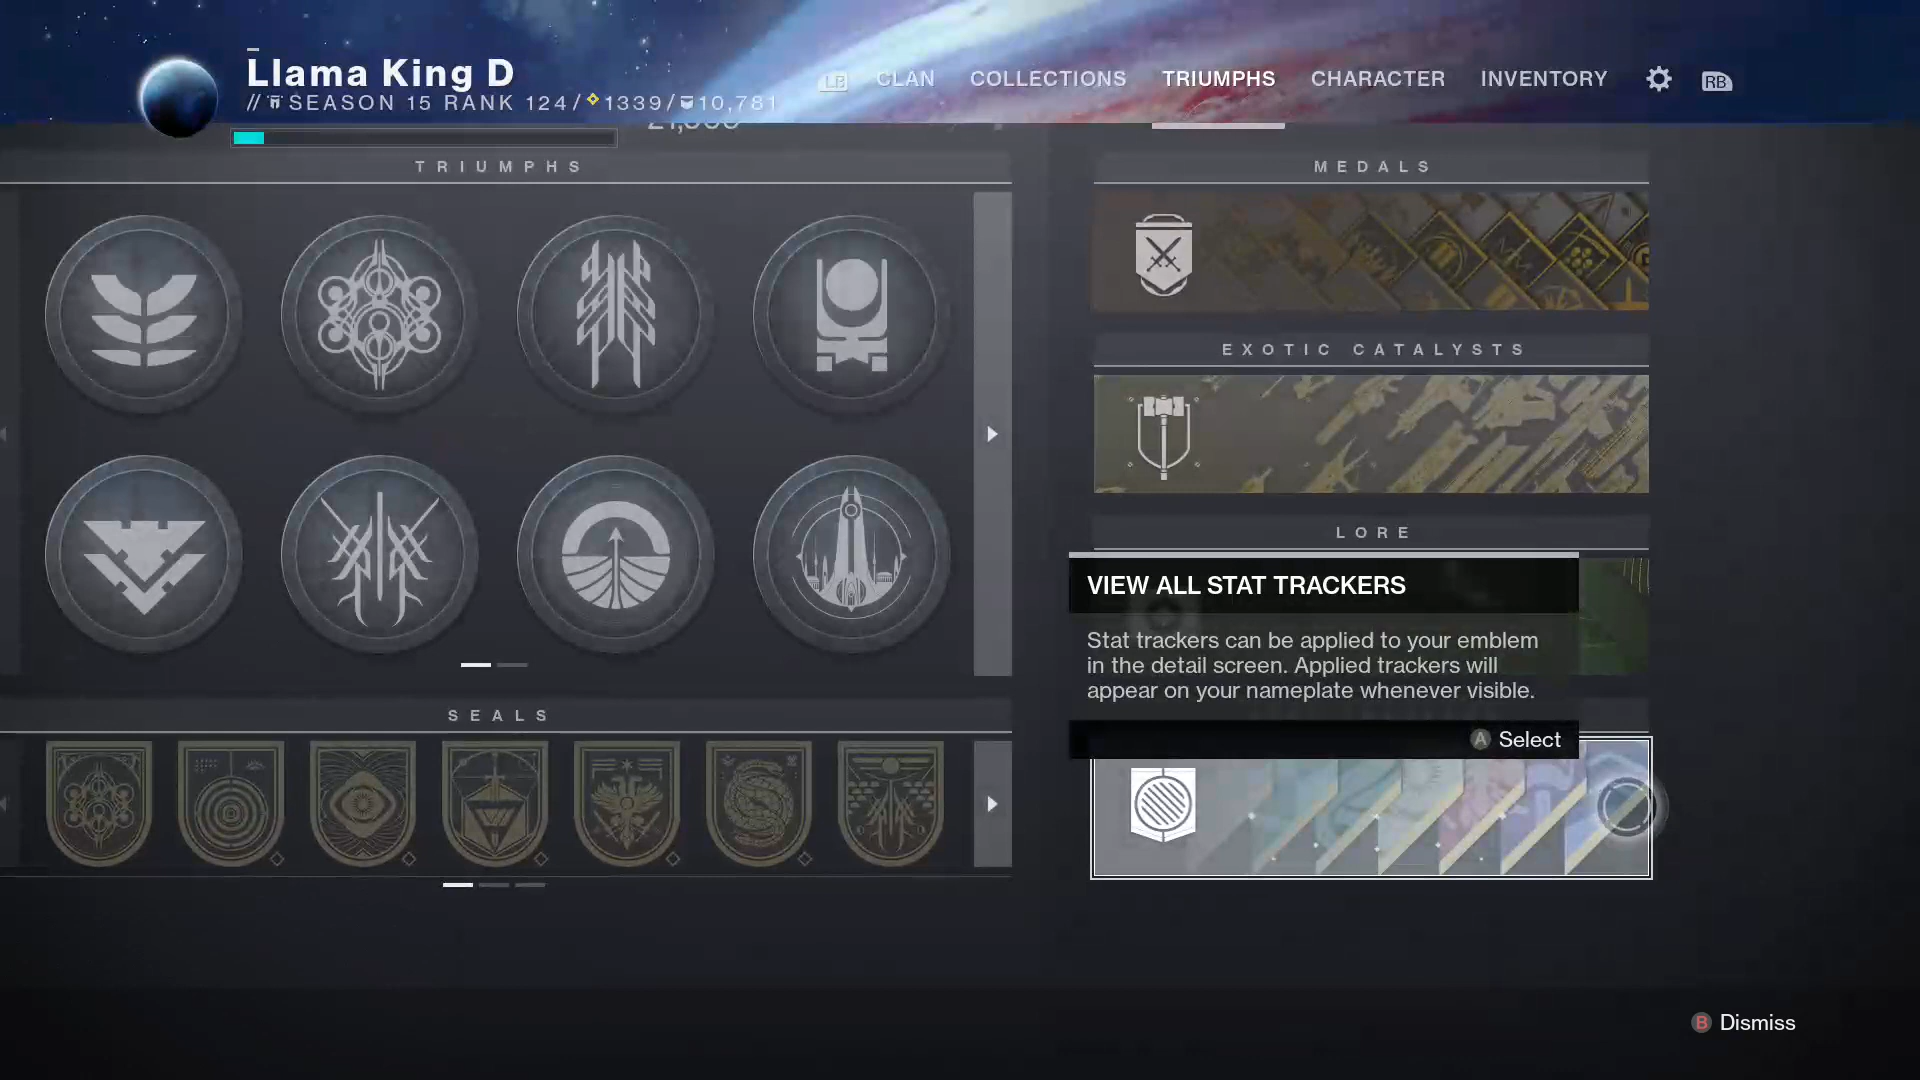 Llama King D
// SEASON 15 RANK 124/1339/10,781
LB
CLAN
COLLECTIONS
TRIUMPHS
CHARACTER
INVENTORY
RB
TRIUMPHS
MEDALS
EXOTIC CATALYSTS
LORE
VIEW ALL STAT TRACKERS
Stat trackers can be applied to your emblem
in the detail screen. Applied trackers will
appear on your nameplate whenever visible.
A Select
SEALS
B Dismiss